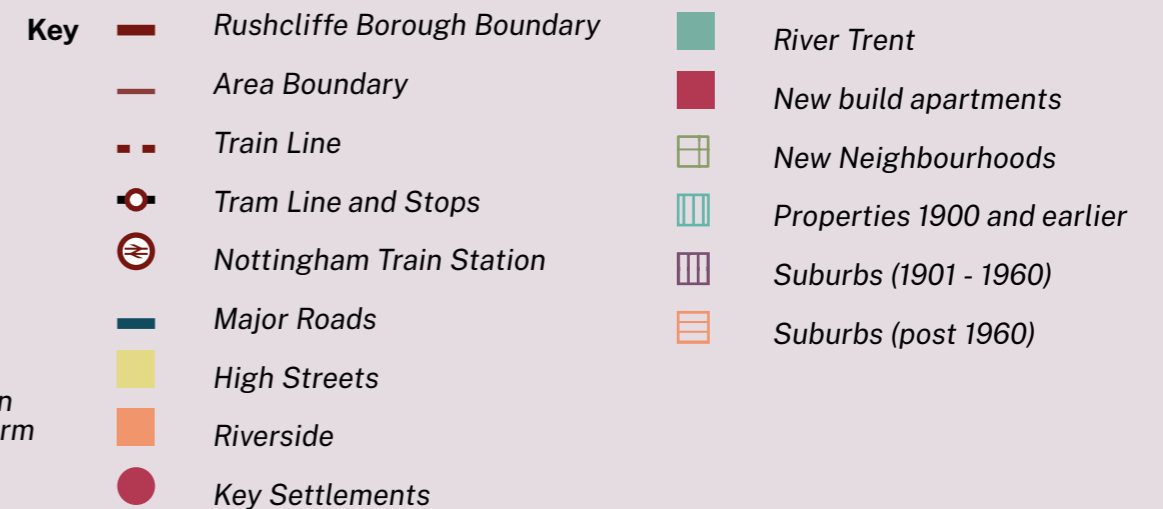 Key
Rushcliffe Borough Boundary
Area Boundary
Train Line
Tram Line and Stops
Nottingham Train Station
Major Roads
High Streets
Riverside
Key Settlements
River Trent
New build apartments
New Neighbourhoods
Properties 1900 and earlier
Suburbs (1901 - 1960)
Suburbs (post 1960)